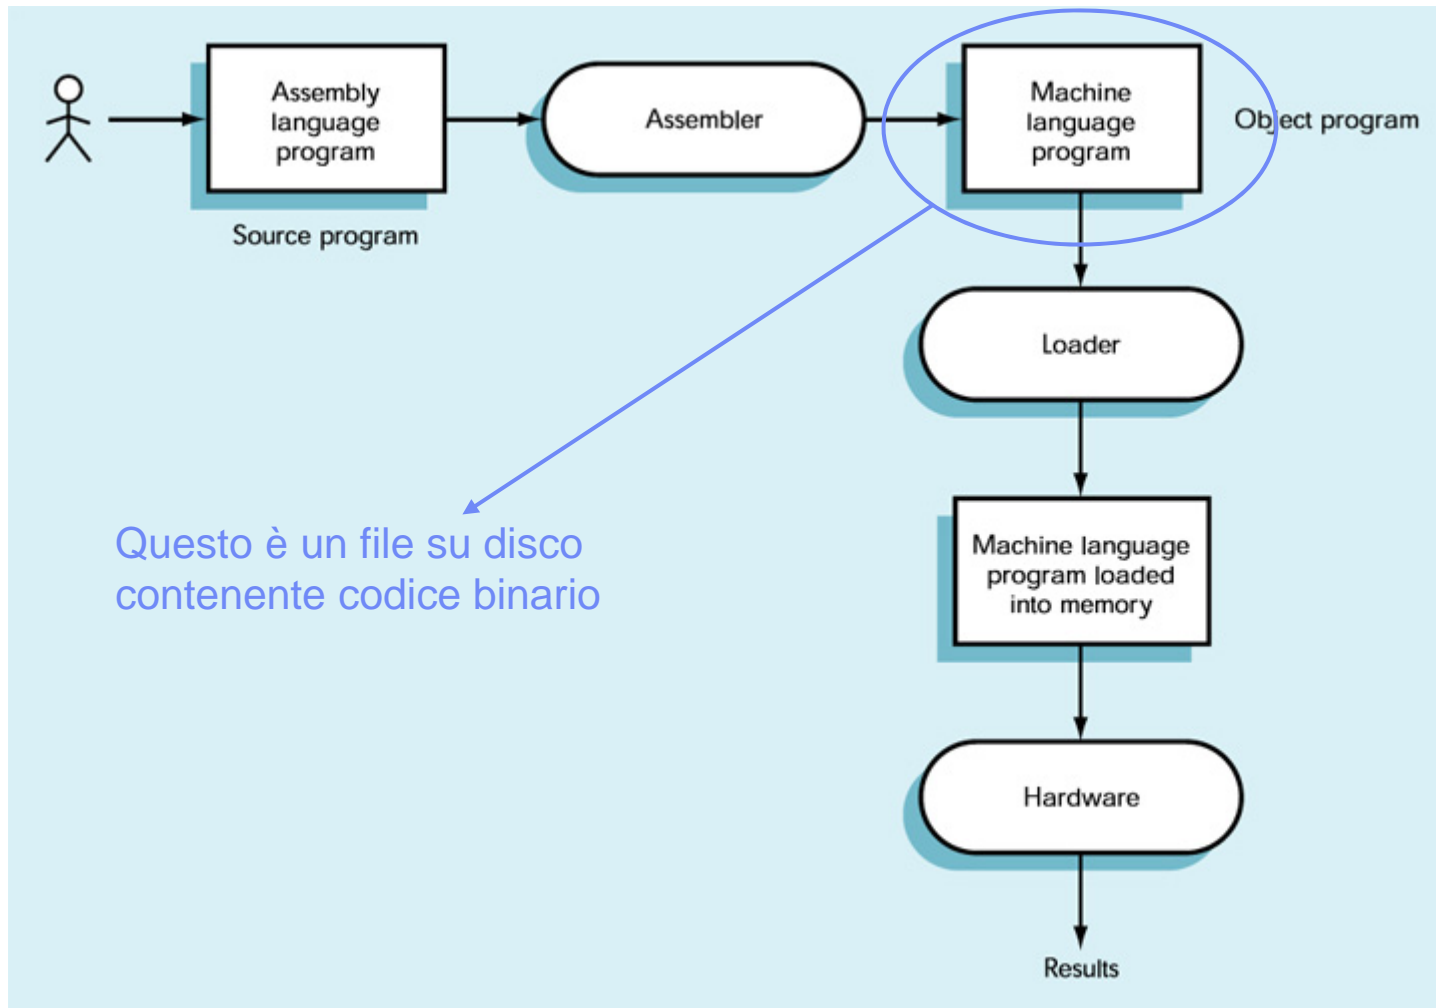 Assembly
language
program
Source program
Assembler
Machine
language
program
Object program
Loader
Machine language
program loaded
into memory
Hardware
Results
Questo è un file su disco
contenente codice binario